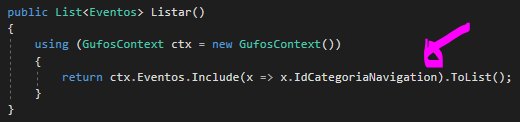 public List<Eventos> Listar()
{
using (GufosContext ctx = new GufosContext())
{
return ctx.Eventos.Include(x => x.IdCategoriaNavigation).ToList();
}
}